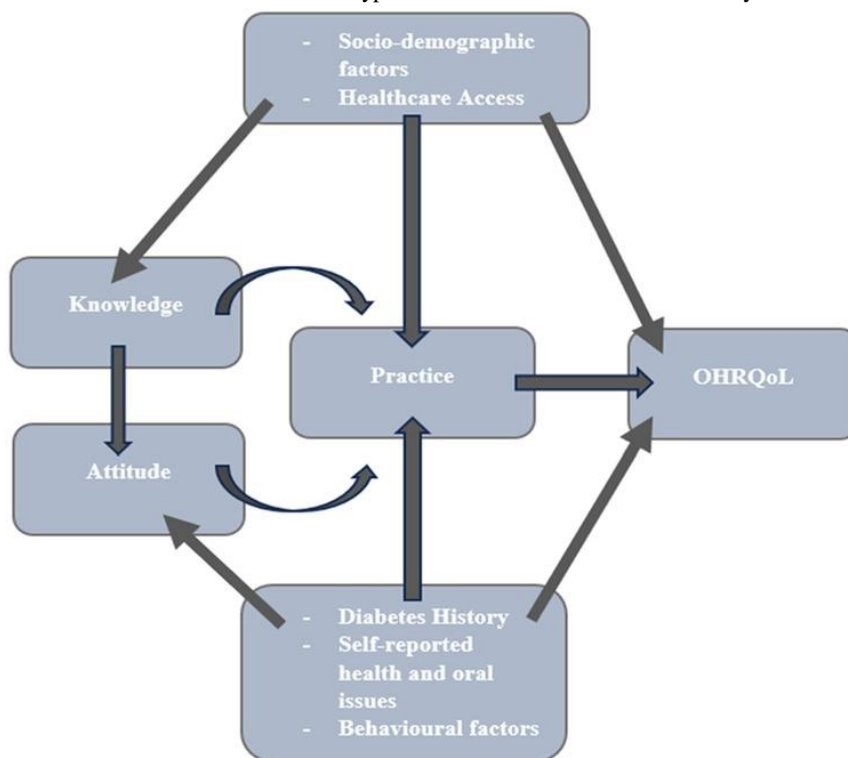 - Socio-demographic
factors
- Healthcare Access
Knowledge
Practice
OHRQoL
Attitude
- Diabetes History
- Self-reported
health and oral
issues
- Behavioural factors